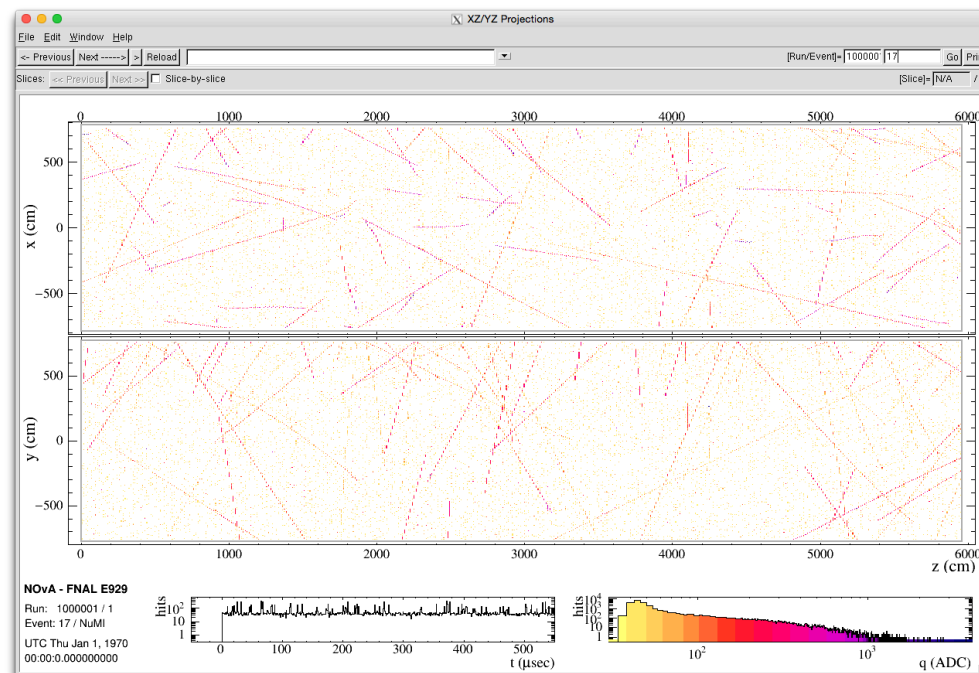 XZ/YZ Projections
File Edit Window Help
<- Previous Next -----> > Reload [Run/Event]= 100000 17 Go Pri
Slices: << Previous Next >> Slice-by-slice [Slice]= N/A /
0 1000 2000 3000 4000 5000 6000
500
0
−500
x (cm)
500
0
−500
y (cm)
0 1000 2000 3000 4000 5000 6000
z (cm)
NOvA - FNAL E929
Run: 1000001 / 1
Event: 17 / NuMI
UTC Thu Jan 1, 1970
00:00:0.000000000
hits
10²
10
1
0 100 200 300 400 500
t (μsec)
hits
10⁴
10³
10²
10
1
10² 10³
q (ADC)